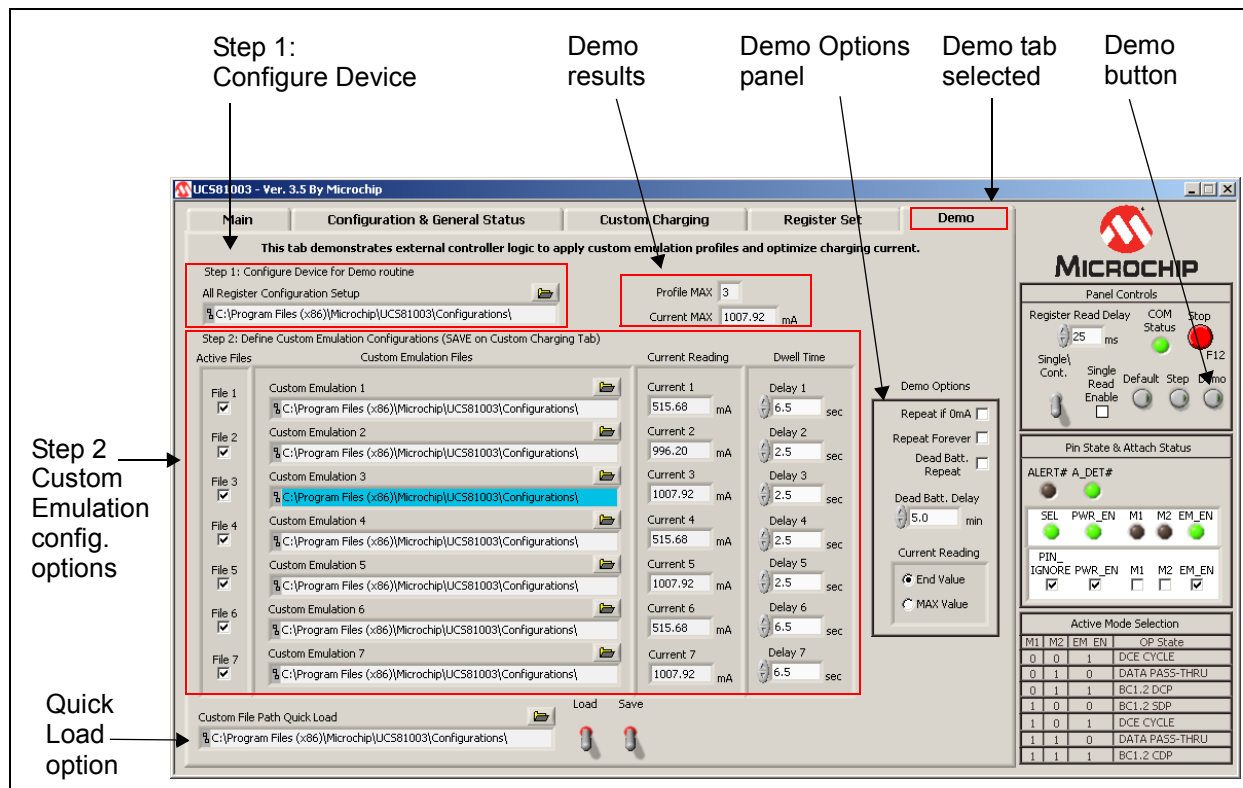 Step 1:
Configure Device
Demo
results
Demo Options
panel
Demo tab
selected
Demo
button
UCS81003 - Ver. 3.5 By Microchip
Main
Configuration & General Status
Custom Charging
Register Set
Demo
This tab demonstrates external controller logic to apply custom emulation profiles and optimize charging current.
Step 1: Configure Device for Demo routine
All Register Configuration Setup
C:\Program Files (x86)\Microchip\UCS81003\Configurations\
Profile MAX 3
Current MAX 1007.92 mA
Step 2: Define Custom Emulation Configurations (SAVE on Custom Charging Tab)
Active Files
Custom Emulation Files
Current Reading
Dwell Time
File 1
Custom Emulation 1
C:\Program Files (x86)\Microchip\UCS81003\Configurations\
Current 1
515.68 mA
Delay 1
6.5 sec
File 2
Custom Emulation 2
C:\Program Files (x86)\Microchip\UCS81003\Configurations\
Current 2
996.20 mA
Delay 2
2.5 sec
File 3
Custom Emulation 3
C:\Program Files (x86)\Microchip\UCS81003\Configurations\
Current 3
1007.92 mA
Delay 3
2.5 sec
File 4
Custom Emulation 4
C:\Program Files (x86)\Microchip\UCS81003\Configurations\
Current 4
515.68 mA
Delay 4
2.5 sec
File 5
Custom Emulation 5
C:\Program Files (x86)\Microchip\UCS81003\Configurations\
Current 5
1007.92 mA
Delay 5
2.5 sec
File 6
Custom Emulation 6
C:\Program Files (x86)\Microchip\UCS81003\Configurations\
Current 6
515.68 mA
Delay 6
6.5 sec
File 7
Custom Emulation 7
C:\Program Files (x86)\Microchip\UCS81003\Configurations\
Current 7
1007.92 mA
Delay 7
6.5 sec
Custom File Path Quick Load
C:\Program Files (x86)\Microchip\UCS81003\Configurations\
Load
Save
Demo Options
Repeat if 0mA
Repeat Forever
Dead Batt.
Repeat
Dead Batt. Delay
5.0 min
Current Reading
End Value
MAX Value
Step 2
Custom
Emulation
config.
options
Quick
Load
option
MICROCHIP
Panel Controls
Register Read Delay
25 ms
COM
Status
Stop
F12
Single\
Cont.
Single
Read
Enable
Default
Step
Demo
Pin State & Attach Status
ALERT# A_DET#
SEL PWR_EN M1 M2 EM_EN
PIN_
IGNORE PWR_EN M1 M2 EM_EN
Active Mode Selection
M1 M2 EM EN OP State
0 0 1 DCE CYCLE
0 1 0 DATA PASS-THRU
0 1 1 BC1.2 DCP
1 0 0 BC1.2 SDP
1 0 1 DCE CYCLE
1 1 0 DATA PASS-THRU
1 1 1 BC1.2 CDP